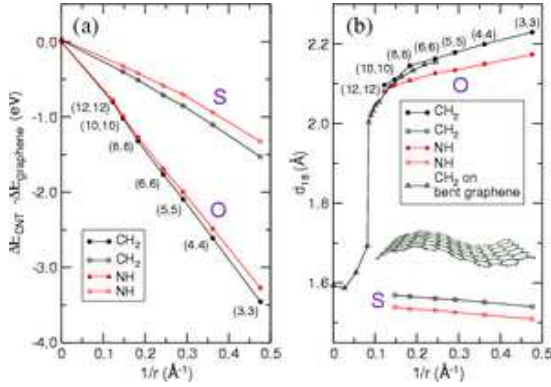 (a)
0.0
-1.0
-2.0
-3.0
-4.0
ΔE_CNT - ΔE_graphene (eV)
S
O
(12,12)
(10,10)
(8,8)
(6,6)
(5,5)
(4,4)
(3,3)
CH2
CH2
NH
NH
0 0.1 0.2 0.3 0.4 0.5
1/r (Å⁻¹)
(b)
2.2
2.0
1.8
1.6
1.4
d16 (Å)
(3,3)
(4,4)
(5,5)
(6,6)
(8,8)
(10,10)
(12,12)
O
CH2
CH2
NH
NH
CH2 on
bent graphene
S
0 0.1 0.2 0.3 0.4 0.5
1/r (Å⁻¹)